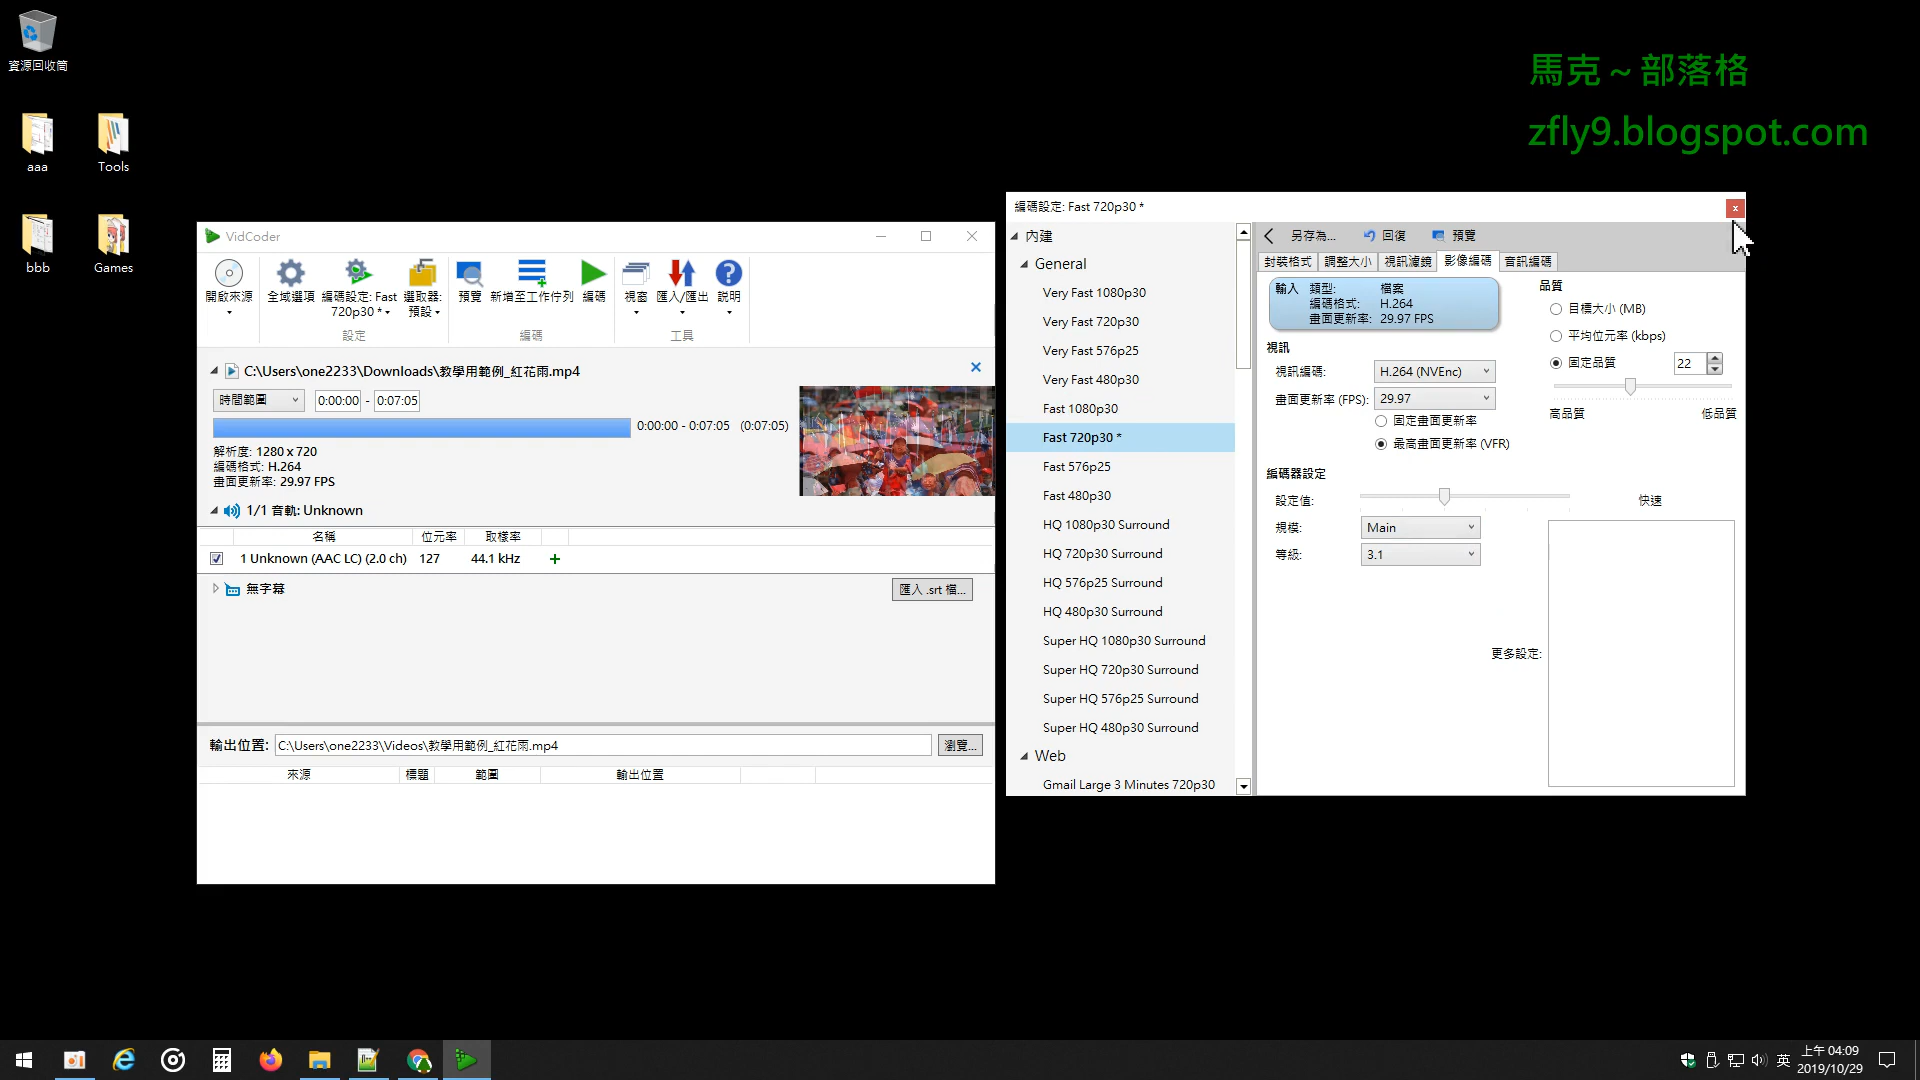 資源回收筒
aaa
Tools
bbb
Games
馬克～部落格
zfly9.blogspot.com
VidCoder
開啟來源
全域選項
編碼設定: Fast 720p30 *
選取器: 預設
預覽
新增至工作佇列
編碼
視窗
匯入/匯出
說明
設定
編碼
工具
C:\Users\one2233\Downloads\教學用範例_紅花雨.mp4
時間範圍
0:00:00 - 0:07:05
0:00:00 - 0:07:05 (0:07:05)
解析度: 1280 x 720
編碼格式: H.264
畫面更新率: 29.97 FPS
1/1 音軌: Unknown
名稱 位元率 取樣率
1 Unknown (AAC LC) (2.0 ch) 127 44.1 kHz
無字幕
匯入 .srt 檔...
輸出位置: C:\Users\one2233\Videos\教學用範例_紅花雨.mp4 瀏覽...
來源 標題 範圍 輸出位置
編碼設定: Fast 720p30 *
內建
General
Very Fast 1080p30
Very Fast 720p30
Very Fast 576p25
Very Fast 480p30
Fast 1080p30
Fast 720p30 *
Fast 576p25
Fast 480p30
HQ 1080p30 Surround
HQ 720p30 Surround
HQ 576p25 Surround
HQ 480p30 Surround
Super HQ 1080p30 Surround
Super HQ 720p30 Surround
Super HQ 576p25 Surround
Super HQ 480p30 Surround
Web
Gmail Large 3 Minutes 720p30
另存為... 回復 預覽
封裝格式 調整大小 視訊濾鏡 影像編碼 音訊編碼
輸入 類型: 檔案
編碼格式: H.264
畫面更新率: 29.97 FPS
視訊
視訊編碼: H.264 (NVEnc)
畫面更新率 (FPS): 29.97
固定畫面更新率
最高畫面更新率 (VFR)
品質
目標大小 (MB)
平均位元率 (kbps)
固定品質 22
高品質 低品質
編碼器設定
設定值: 快速
規模: Main
等級: 3.1
更多設定:
英
上午 04:09
2019/10/29